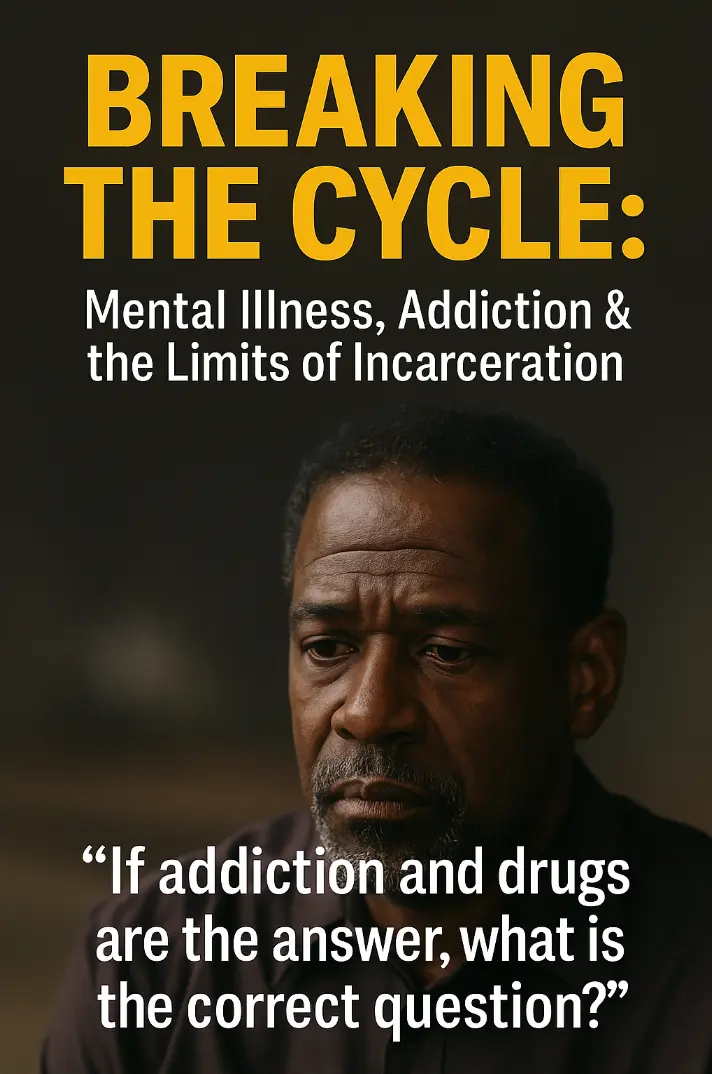 BREAKING
THE CYCLE:
Mental Illness, Addiction &
the Limits of Incarceration
“If addiction and drugs
are the answer, what is
the correct question?”